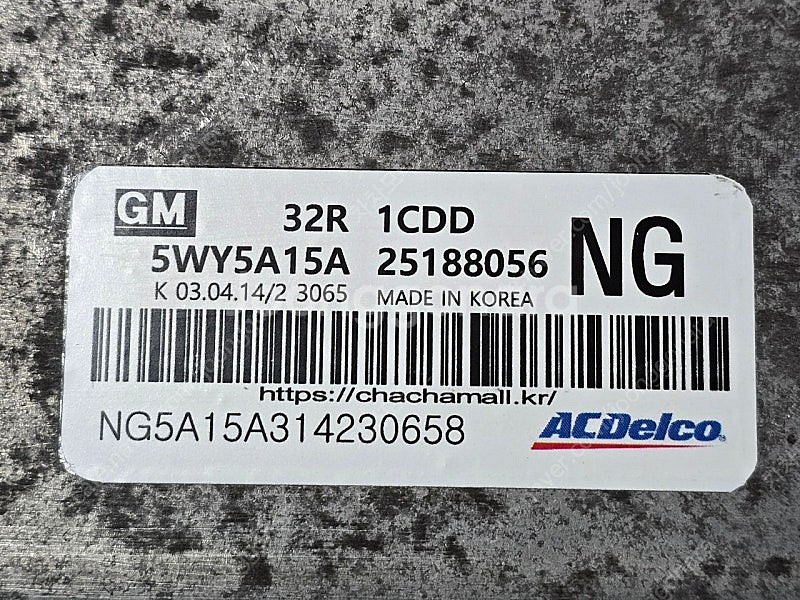 GM 32R 1CDD
5WY5A15A 25188056 NG
K 03.04.14/2 3065 MADE IN KOREA
https://chachamall.kr/
NG5A15A314230658 ACDelco